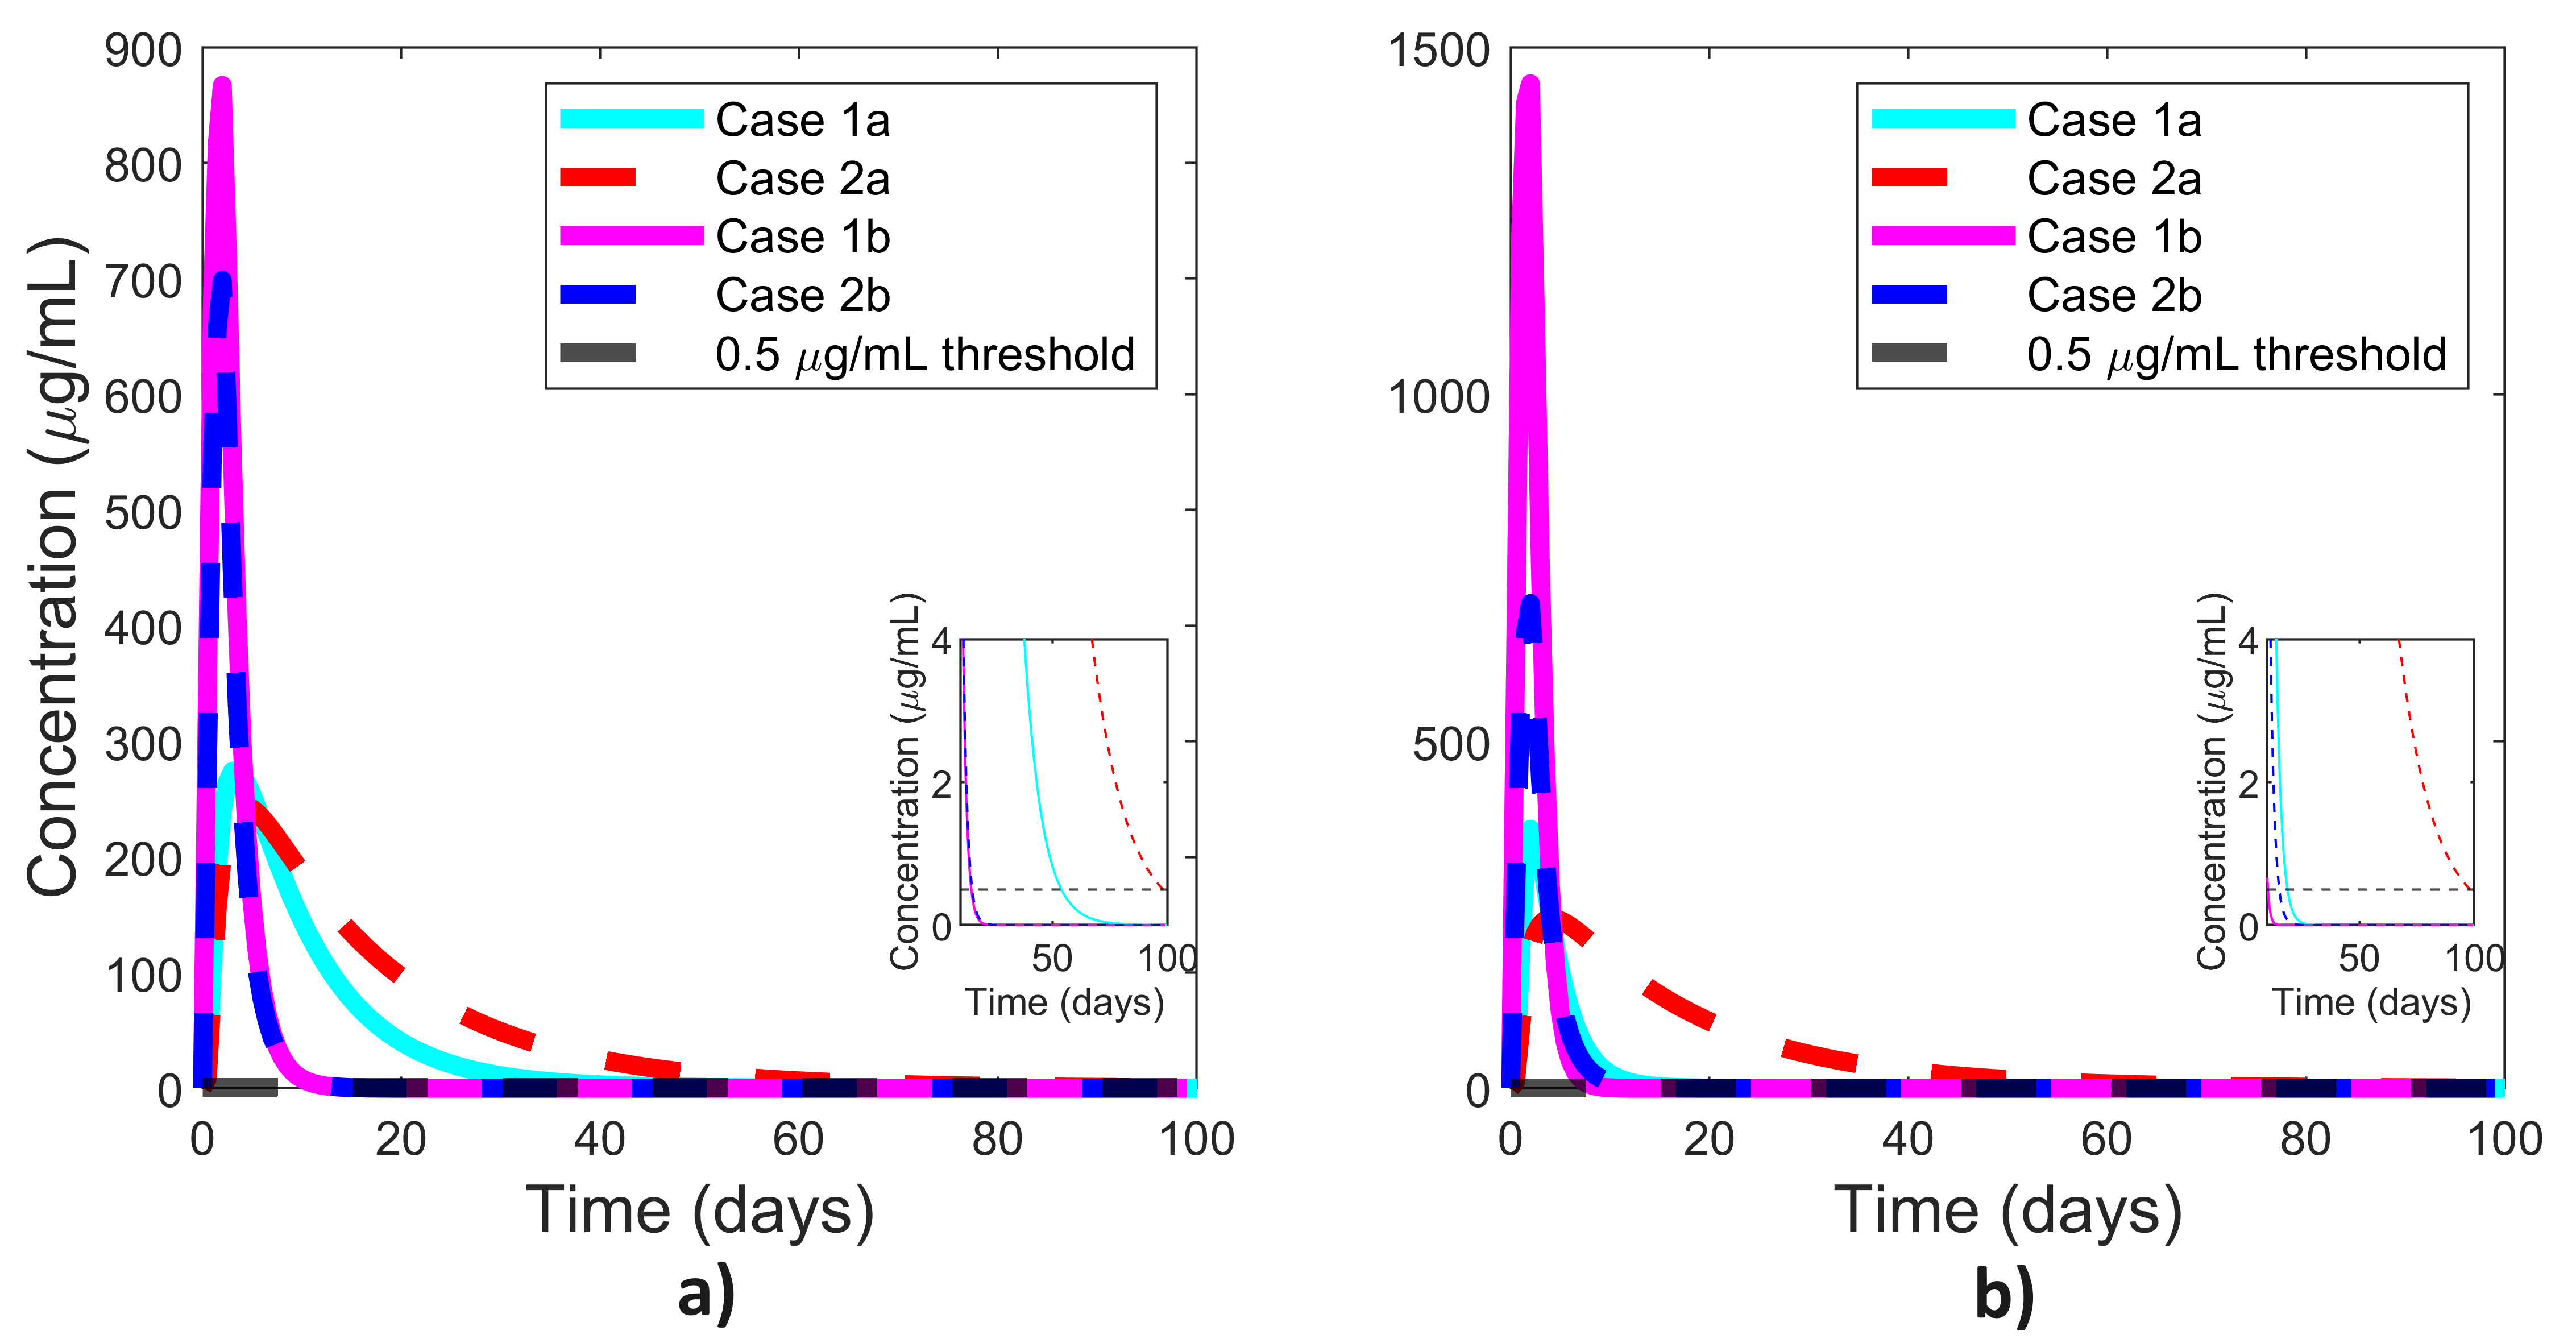 900
800
700
600
500
400
300
200
100
0
Concentration (μg/mL)
Case 1a
Case 2a
Case 1b
Case 2b
0.5 μg/mL threshold
4
2
0
Concentration (μg/mL)
50
100
Time (days)
0
20
40
60
80
100
Time (days)
a)
1500
1000
500
0
Case 1a
Case 2a
Case 1b
Case 2b
0.5 μg/mL threshold
4
2
0
Concentration (μg/mL)
50
100
Time (days)
0
20
40
60
80
100
Time (days)
b)